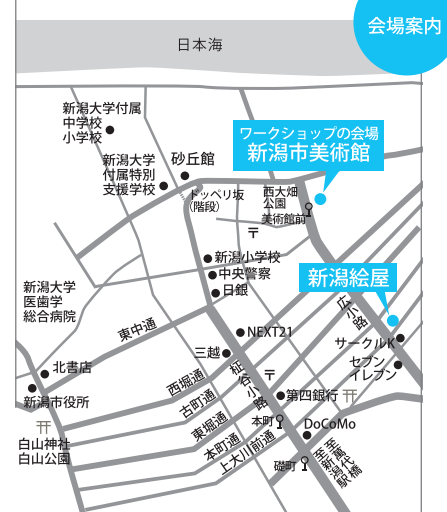 会場案内
日本海
新潟大学付属
中学校
小学校
ワークショップの会場
新潟市美術館
新潟大学
付属特別
支援学校
砂丘館
ドッペリ坂
(階段)
西大畑
公園
美術館前
〒
新潟小学校
中央警察
日銀
新潟絵屋
新潟大学
医歯学
総合病院
広小路
東中通
NEXT21
サークルK
三越
セブン
イレブン
北書店
西堀通
柾谷小路
〒
新潟市役所
古町通
第四銀行
東堀通
本町
DoCoMo
白山神社
白山公園
本町通
上大川前通
礎町
至新潟駅
至萬代橋